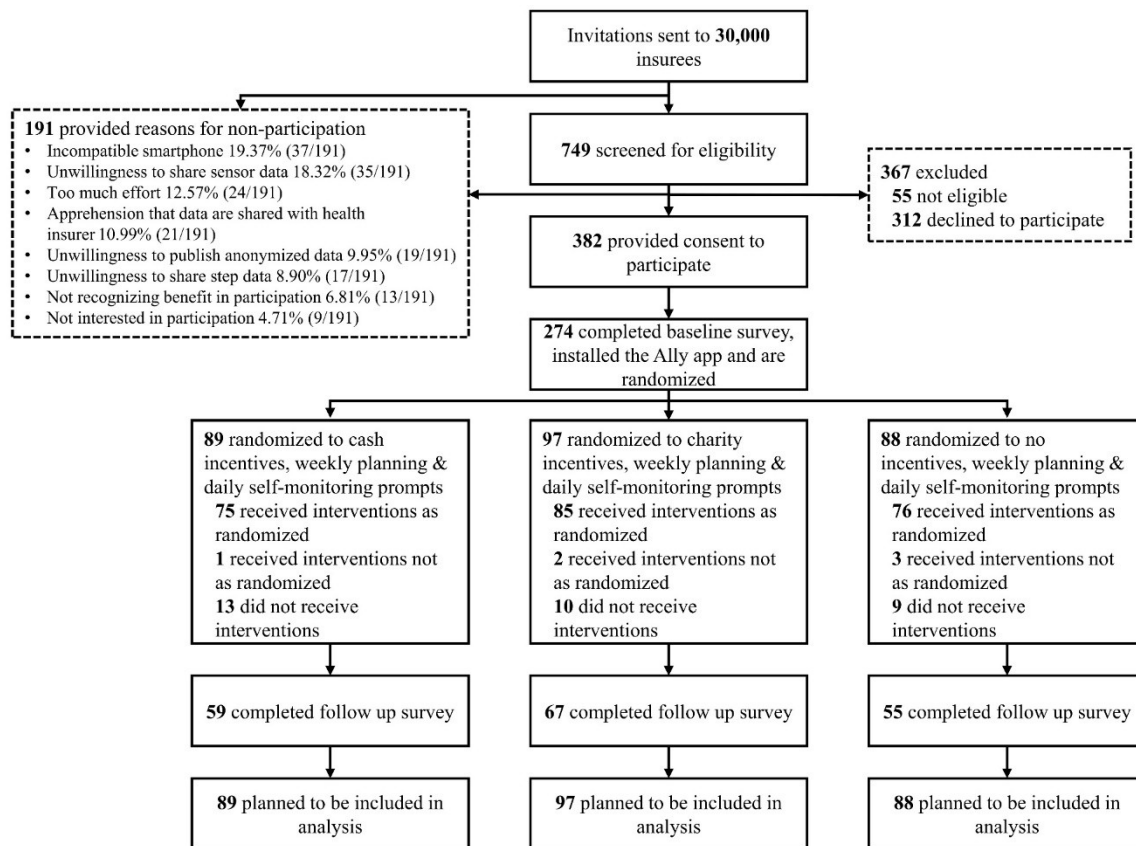 Invitations sent to 30,000
insurees
191 provided reasons for non-participation
• Incompatible smartphone 19.37% (37/191)
• Unwillingness to share sensor data 18.32% (35/191)
• Too much effort 12.57% (24/191)
• Apprehension that data are shared with health
insurer 10.99% (21/191)
• Unwillingness to publish anonymized data 9.95% (19/191)
• Unwillingness to share step data 8.90% (17/191)
• Not recognizing benefit in participation 6.81% (13/191)
• Not interested in participation 4.71% (9/191)
749 screened for eligibility
367 excluded
55 not eligible
312 declined to participate
382 provided consent to
participate
274 completed baseline survey,
installed the Ally app and are
randomized
89 randomized to cash
incentives, weekly planning &
daily self-monitoring prompts
75 received interventions as
randomized
1 received interventions not
as randomized
13 did not receive
interventions
97 randomized to charity
incentives, weekly planning &
daily self-monitoring prompts
85 received interventions as
randomized
2 received interventions not
as randomized
10 did not receive
interventions
88 randomized to no
incentives, weekly planning &
daily self-monitoring prompts
76 received interventions as
randomized
3 received interventions not
as randomized
9 did not receive
interventions
59 completed follow up survey
67 completed follow up survey
55 completed follow up survey
89 planned to be included in
analysis
97 planned to be included in
analysis
88 planned to be included in
analysis